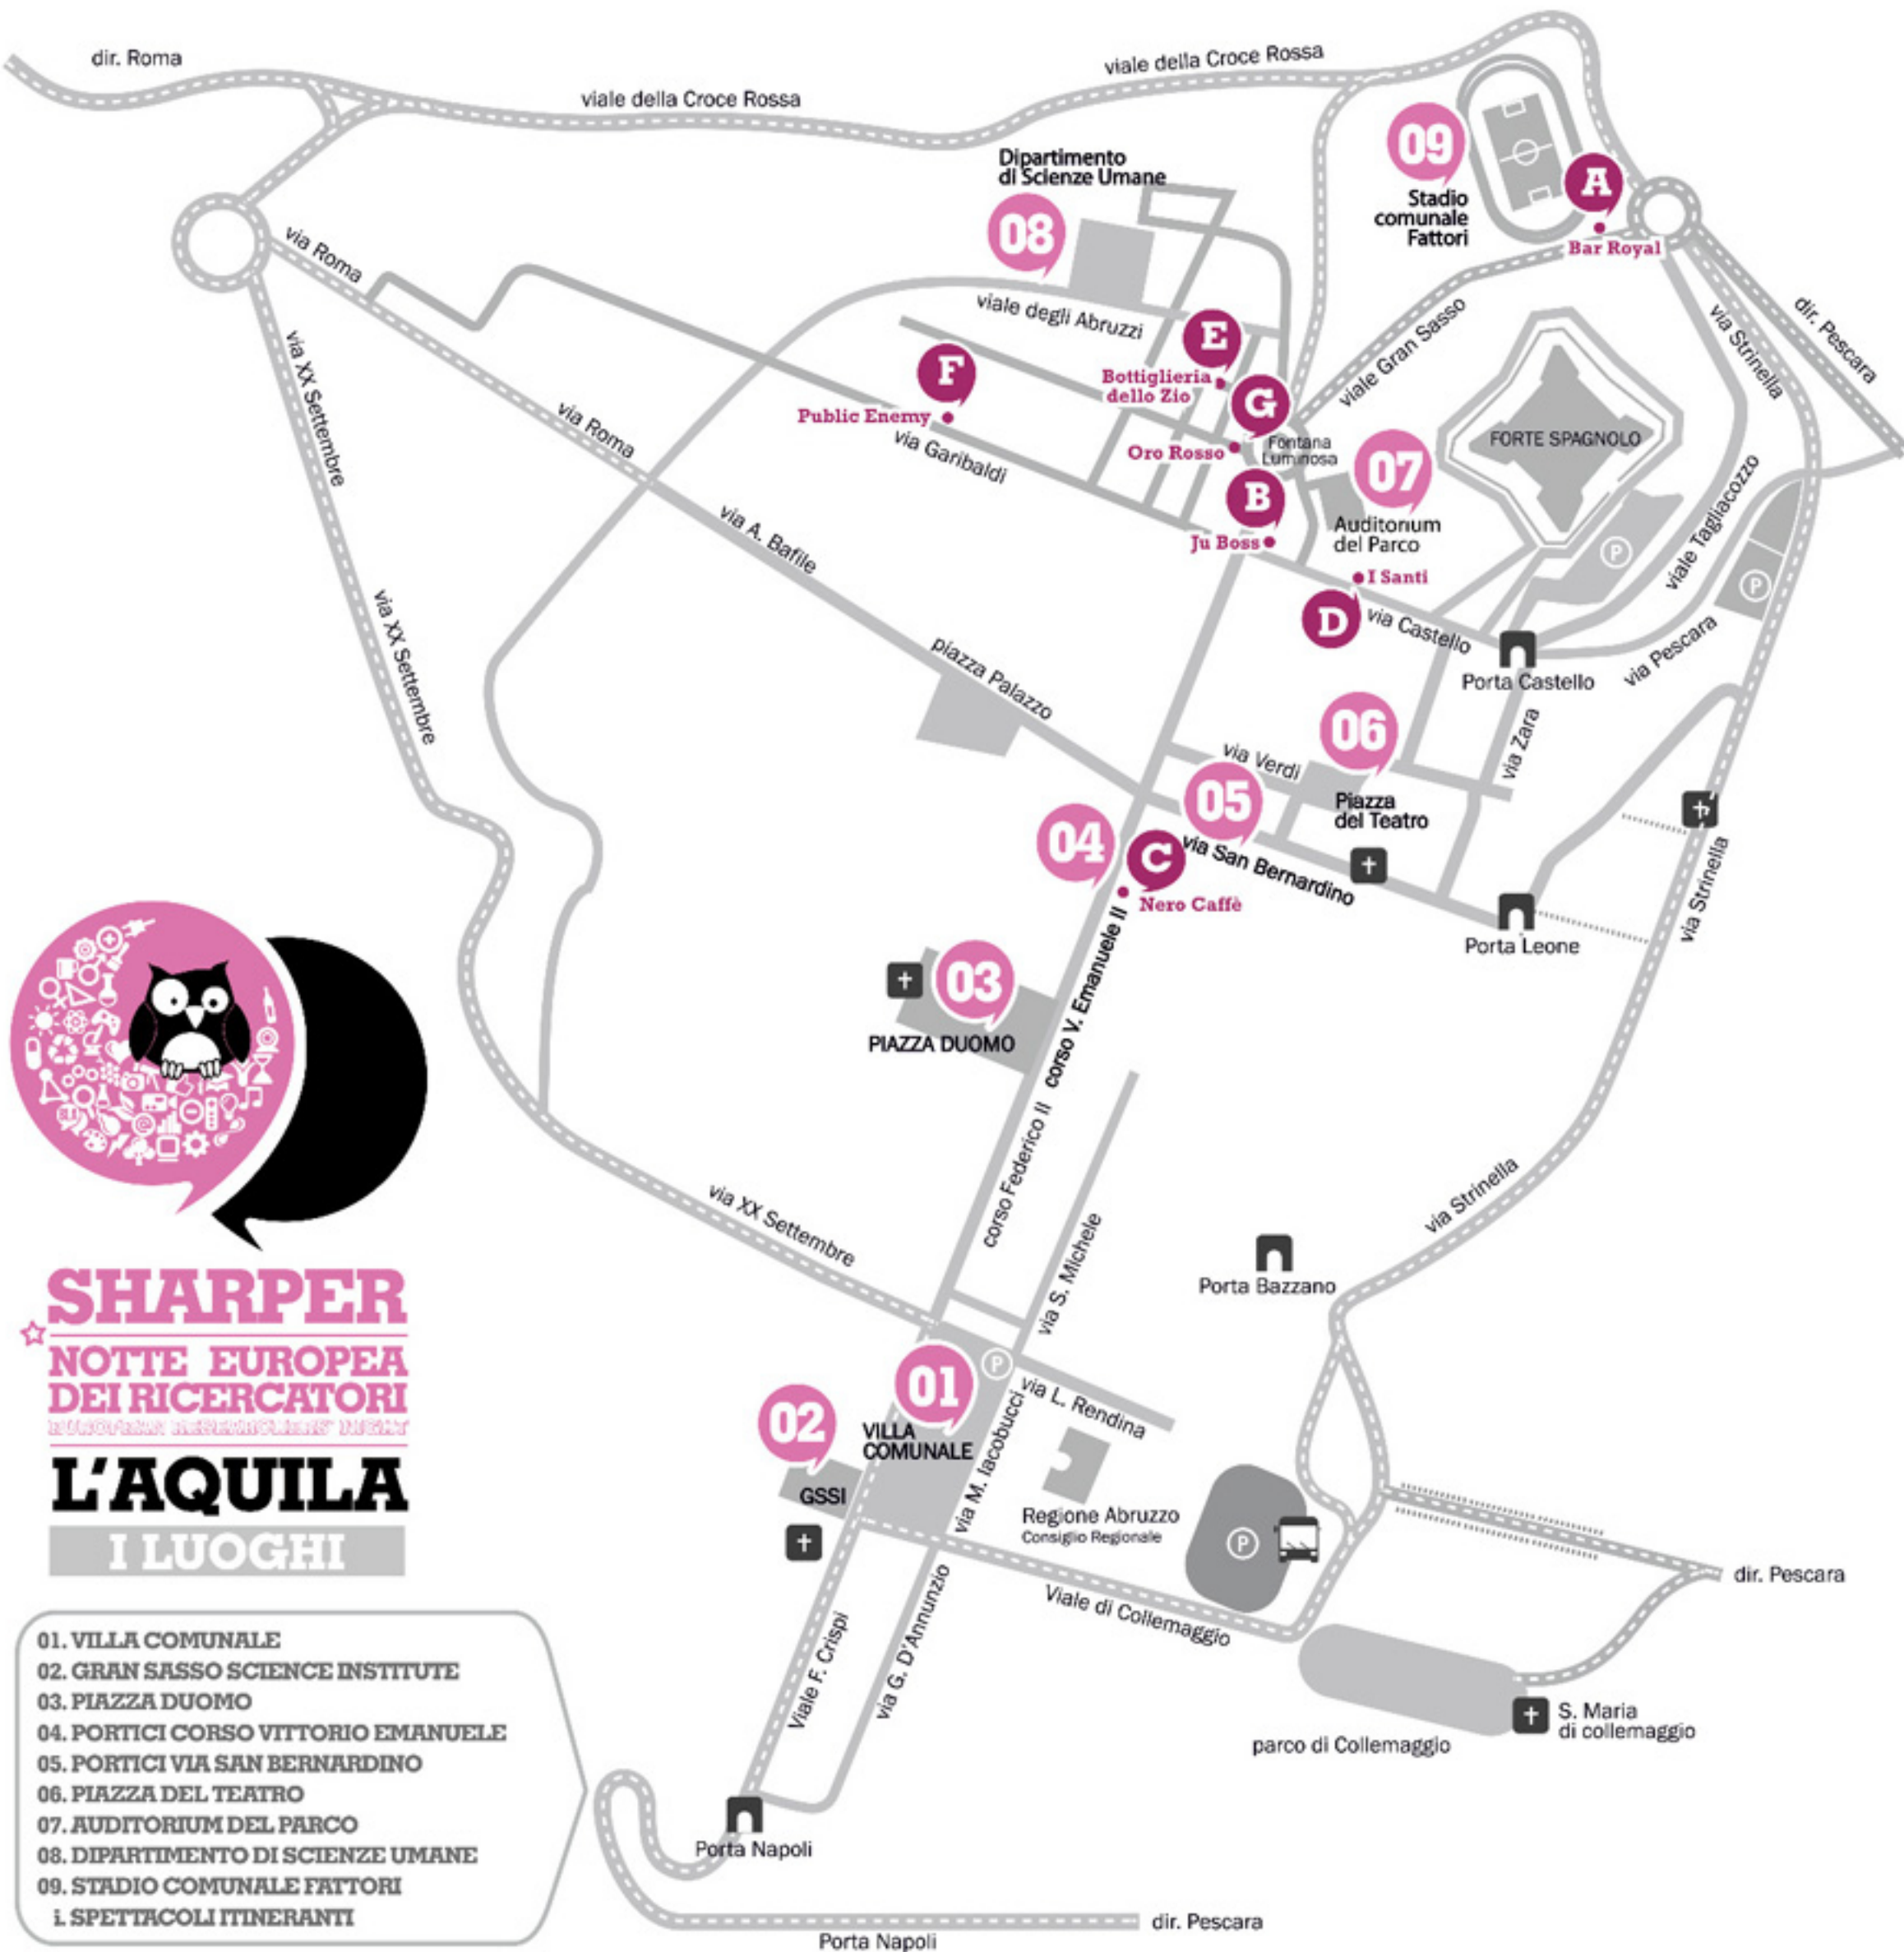 dir. Roma
viale della Croce Rossa
viale della Croce Rossa
Dipartimento
di Scienze Umane
08
09
Stadio
comunale
Fattori
A
Bar Royal
via Roma
viale degli Abruzzi
E
Bottiglieria
dello Zio
viale Gran Sasso
via Strinella
dir. Pescara
F
Public Enemy
G
Oro Rosso
Fontana
Luminosa
FORTE SPAGNOLO
via XX Settembre
via Roma
via Garibaldi
B
Ju Boss
07
Auditorium
del Parco
P
P
viale Tagliacozzo
via A. Bafile
I Santi
D
via Castello
via XX Settembre
piazza Palazzo
Porta Castello
via Pescara
06
via Verdi
via Zara
Piazza
del Teatro
05
04
C
via San Bernardino
Nero Caffè
via Strinella
Porta Leone
03
PIAZZA DUOMO
corso V. Emanuele II
corso Federico II
via XX Settembre
via S. Michele
via Strinella
Porta Bazzano
SHARPER
NOTTE EUROPEA
DEI RICERCATORI
EUROPEAN RESEARCHERS' NIGHT
L'AQUILA
I LUOGHI
01
P
VILLA
COMUNALE
02
GSSI
via L. Rendina
via M. Iacobucci
Regione Abruzzo
Consiglio Regionale
P
dir. Pescara
Viale di Collemaggio
Viale F. Crispi
via G. D'Annunzio
S. Maria
di collemaggio
parco di Collemaggio
Porta Napoli
dir. Pescara
Porta Napoli
01. VILLA COMUNALE
02. GRAN SASSO SCIENCE INSTITUTE
03. PIAZZA DUOMO
04. PORTICI CORSO VITTORIO EMANUELE
05. PORTICI VIA SAN BERNARDINO
06. PIAZZA DEL TEATRO
07. AUDITORIUM DEL PARCO
08. DIPARTIMENTO DI SCIENZE UMANE
09. STADIO COMUNALE FATTORI
i. SPETTACOLI ITINERANTI